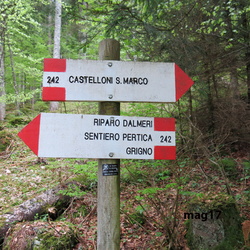 242 CASTELLONI S. MARCO
RIPARO DALMERI
SENTIERO PERTICA 242
GRIGNO
mag17